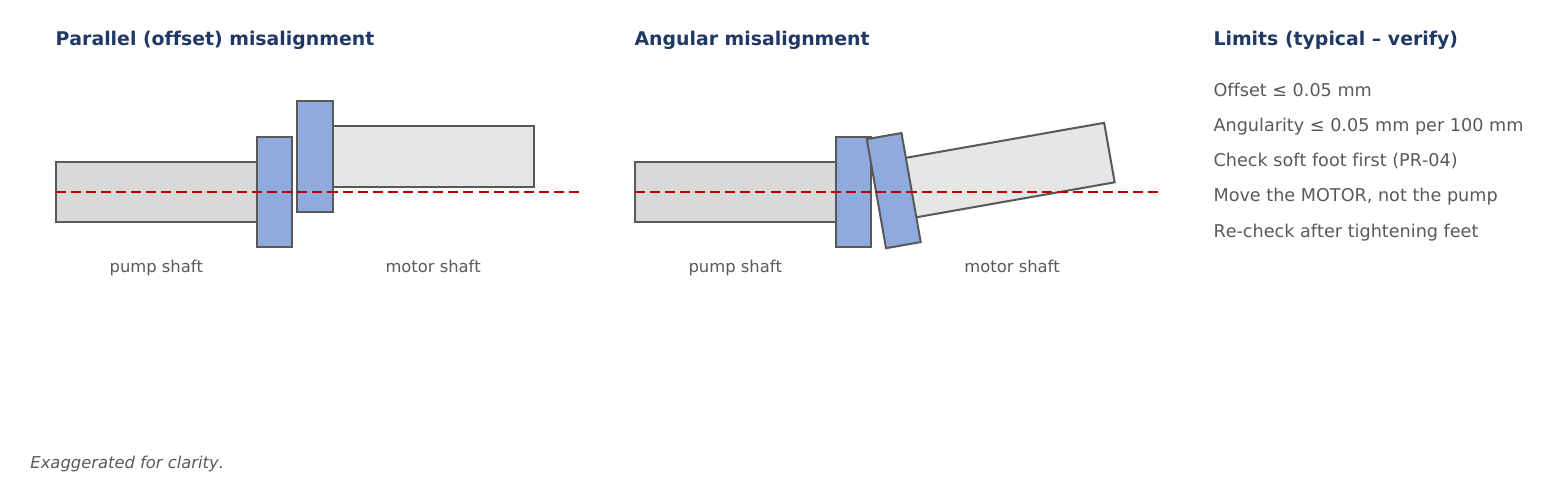 Parallel (offset) misalignment
pump shaft
motor shaft
Angular misalignment
pump shaft
motor shaft
Limits (typical – verify)
Offset ≤ 0.05 mm
Angularity ≤ 0.05 mm per 100 mm
Check soft foot first (PR-04)
Move the MOTOR, not the pump
Re-check after tightening feet
Exaggerated for clarity.